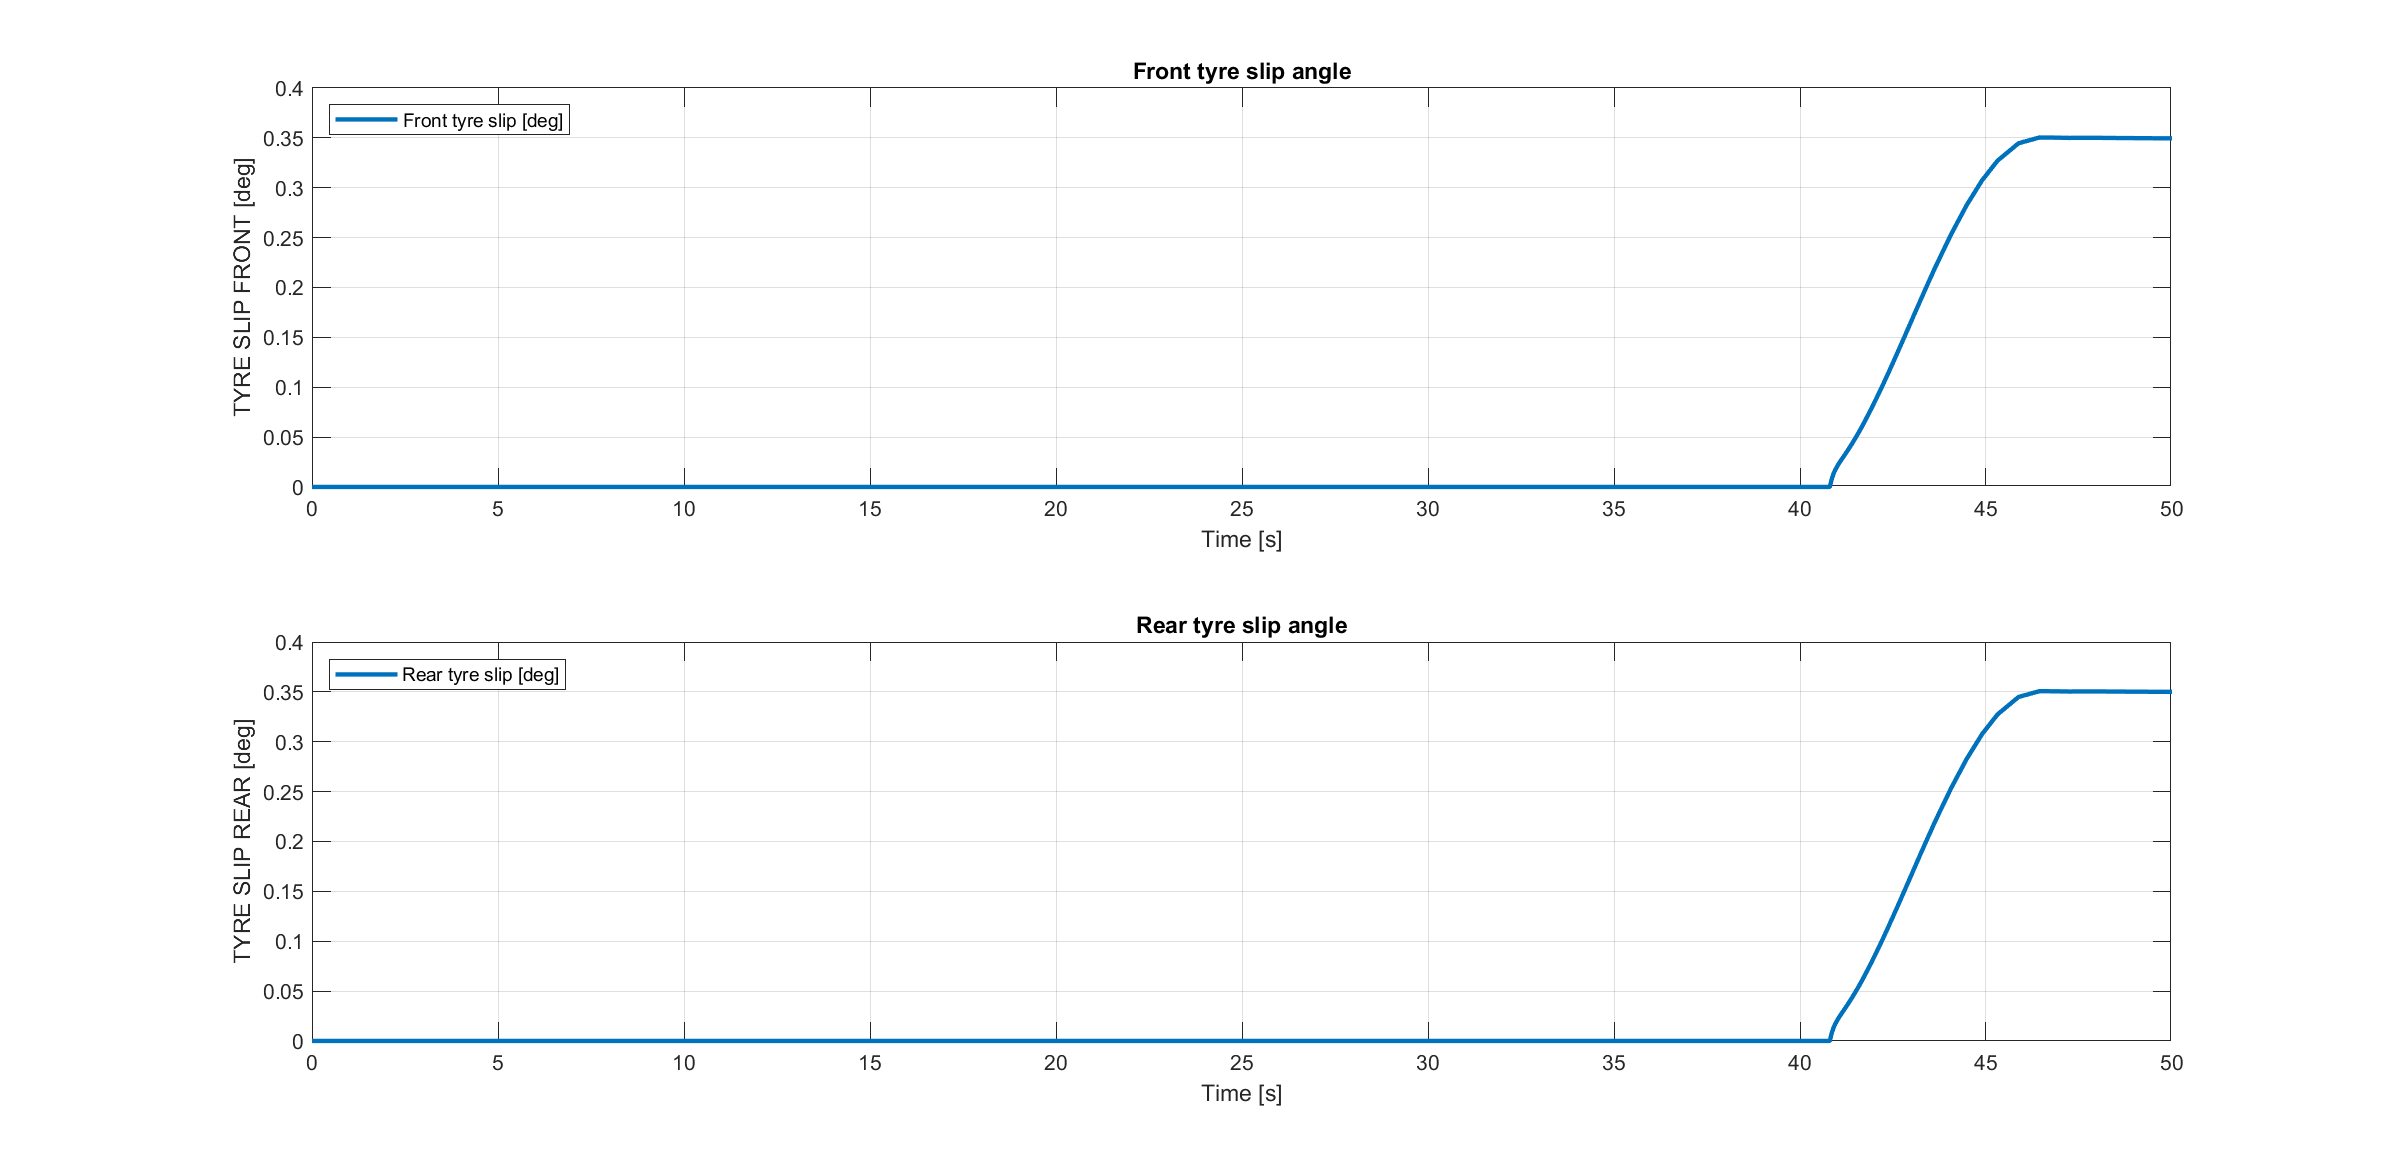 Front tyre slip angle
0.4
0.35
0.3
0.25
0.2
0.15
0.1
0.05
0
TYRE SLIP FRONT [deg]
Front tyre slip [deg]
0 5 10 15 20 25 30 35 40 45 50
Time [s]
Rear tyre slip angle
0.4
0.35
0.3
0.25
0.2
0.15
0.1
0.05
0
TYRE SLIP REAR [deg]
Rear tyre slip [deg]
0 5 10 15 20 25 30 35 40 45 50
Time [s]